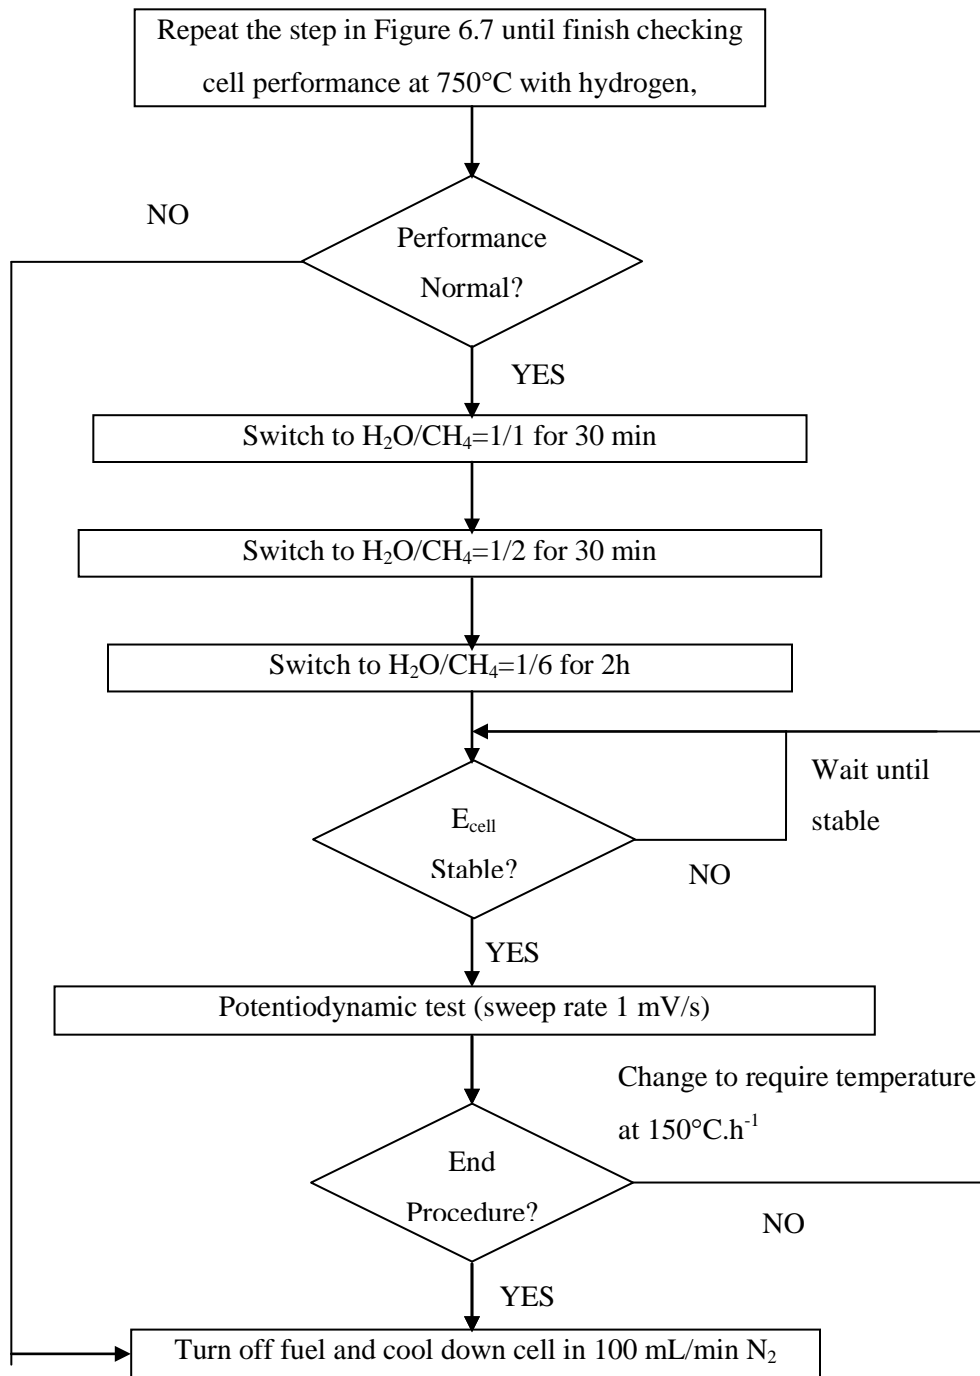 Repeat the step in Figure 6.7 until finish checking
cell performance at 750°C with hydrogen,
NO
Performance
Normal?
YES
Switch to H₂O/CH₄=1/1 for 30 min
Switch to H₂O/CH₄=1/2 for 30 min
Switch to H₂O/CH₄=1/6 for 2h
Wait until
stable
E_cell
Stable?
NO
YES
Potentiodynamic test (sweep rate 1 mV/s)
Change to require temperature
at 150°C.h⁻¹
End
Procedure?
NO
YES
Turn off fuel and cool down cell in 100 mL/min N₂